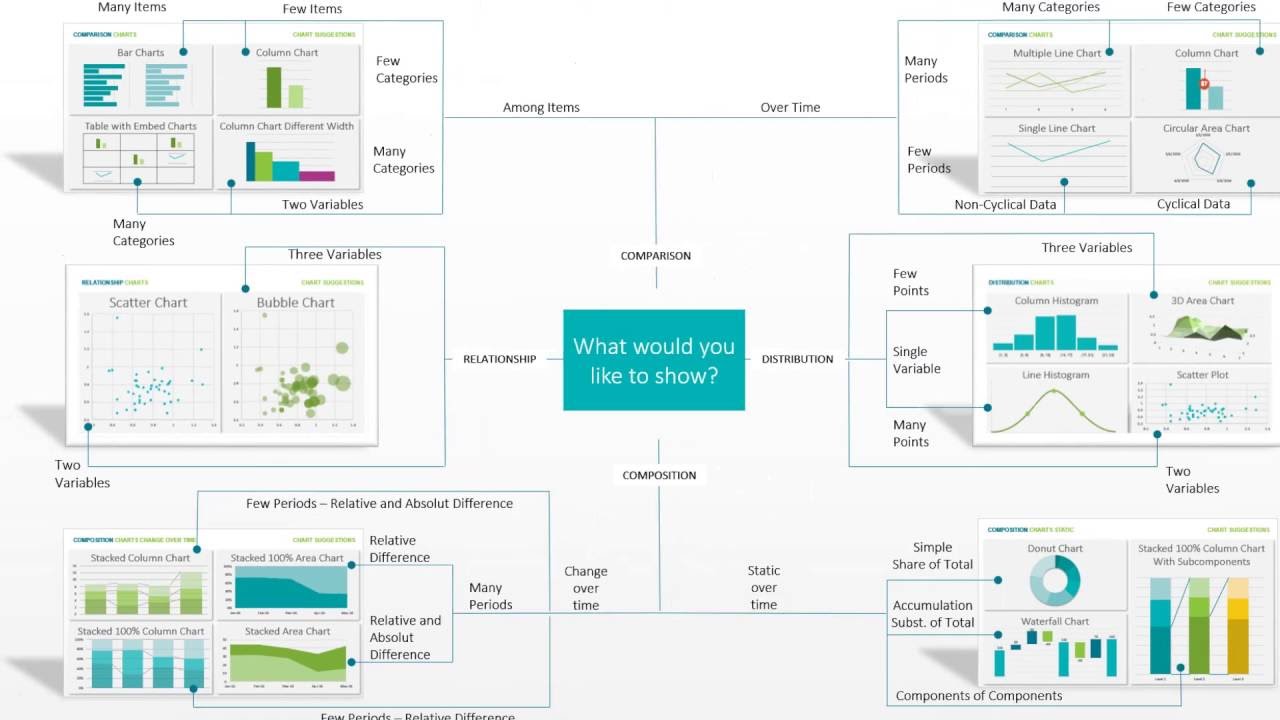 Many Items
Few Items
Many Categories
Few Categories
COMPARISON CHARTS
CHART SUGGESTIONS
Bar Charts
Column Chart
Table with Embed Charts
Column Chart Different Width
Few
Categories
Many
Categories
Two Variables
Many
Categories
Among Items
Over Time
Many
Periods
Few
Periods
COMPARISON CHARTS
CHART SUGGESTIONS
Multiple Line Chart
Column Chart
Single Line Chart
Circular Area Chart
Non-Cyclical Data
Cyclical Data
COMPARISON
Three Variables
RELATIONSHIP CHARTS
CHART SUGGESTIONS
Scatter Chart
Bubble Chart
Two
Variables
RELATIONSHIP
What would you
like to show?
DISTRIBUTION
Three Variables
Few
Points
Single
Variable
Many
Points
DISTRIBUTION CHARTS
CHART SUGGESTIONS
Column Histogram
3D Area Chart
Line Histogram
Scatter Plot
Two
Variables
COMPOSITION
Few Periods – Relative and Absolut Difference
COMPOSITION CHARTS CHANGE OVER TIME
CHART SUGGESTIONS
Stacked Column Chart
Stacked 100% Area Chart
Stacked 100% Column Chart
Stacked Area Chart
Relative
Difference
Relative and
Absolut
Difference
Many
Periods
Change
over
time
Static
over
time
Few Periods – Relative Difference
Simple
Share of Total
Accumulation
Subst. of Total
COMPOSITION CHARTS STATIC
CHART SUGGESTIONS
Donut Chart
Stacked 100% Column Chart
With Subcomponents
Waterfall Chart
Components of Components